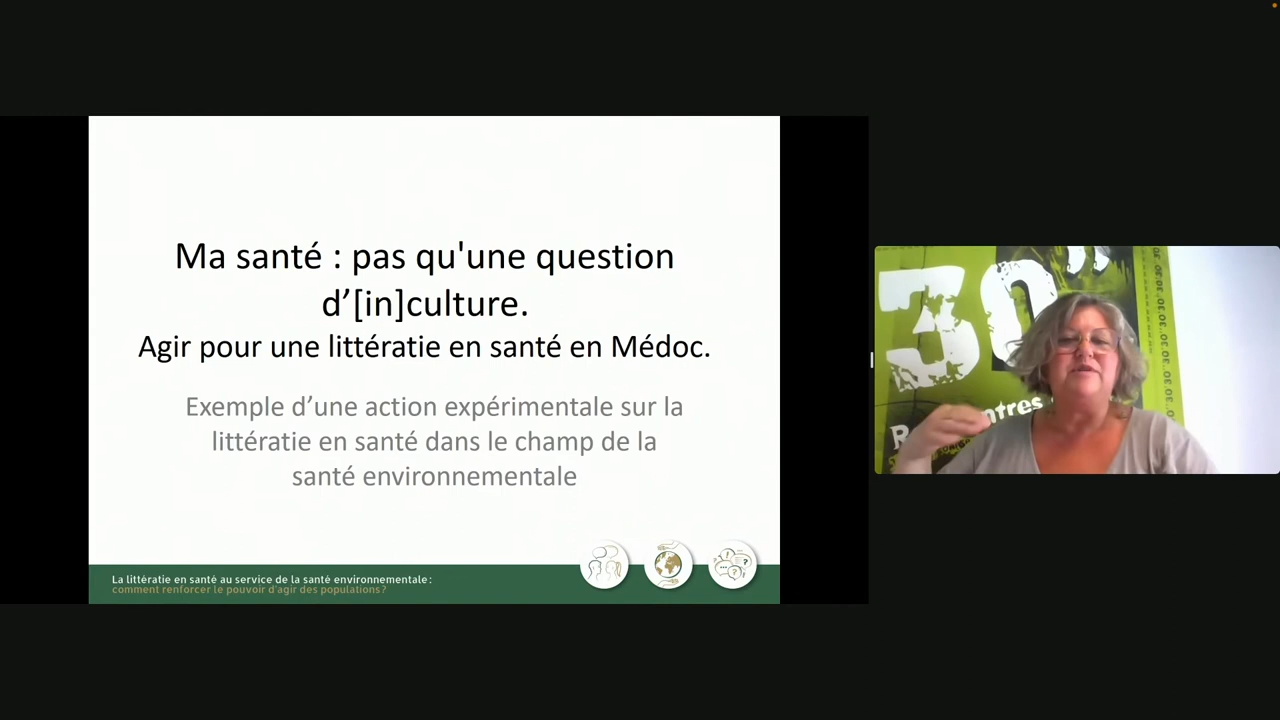 Ma santé : pas qu'une question
d’[in]culture.
Agir pour une littératie en santé en Médoc.
Exemple d’une action expérimentale sur la
littératie en santé dans le champ de la
santé environnementale
La littératie en santé au service de la santé environnementale :
comment renforcer le pouvoir d'agir des populations ?
30”